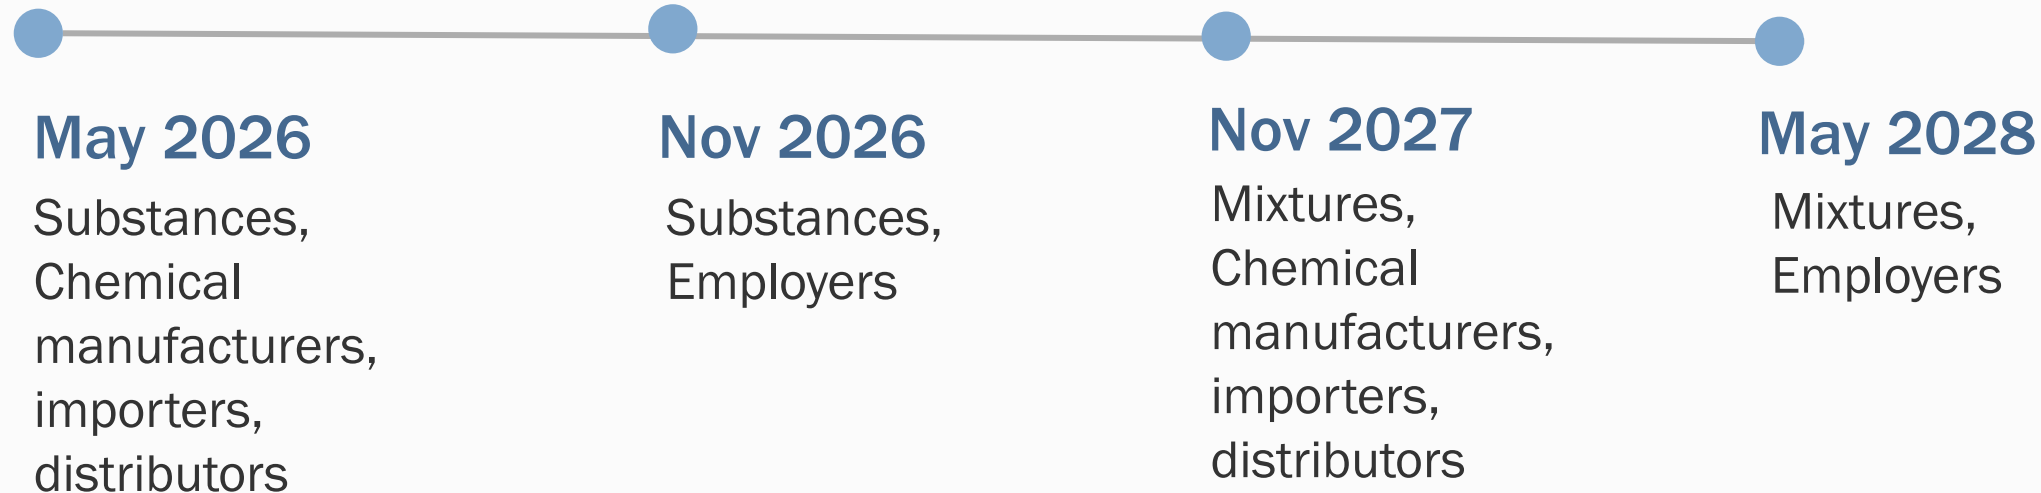 May 2026
Substances,
Chemical
manufacturers,
importers,
distributors
Nov 2026
Substances,
Employers
Nov 2027
Mixtures,
Chemical
manufacturers,
importers,
distributors
May 2028
Mixtures,
Employers